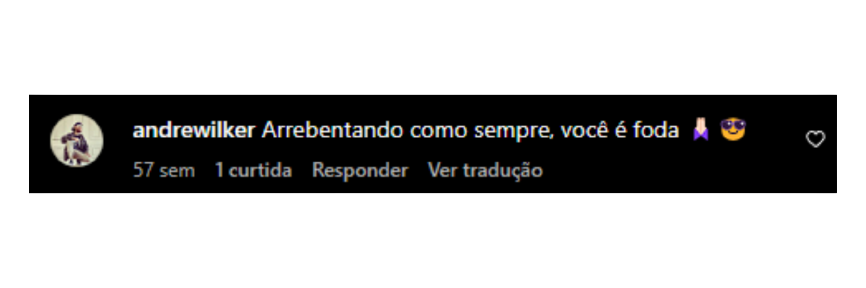 andrewilker Arrebentando como sempre, você é foda 😎
57 sem 1 curtida Responder Ver tradução